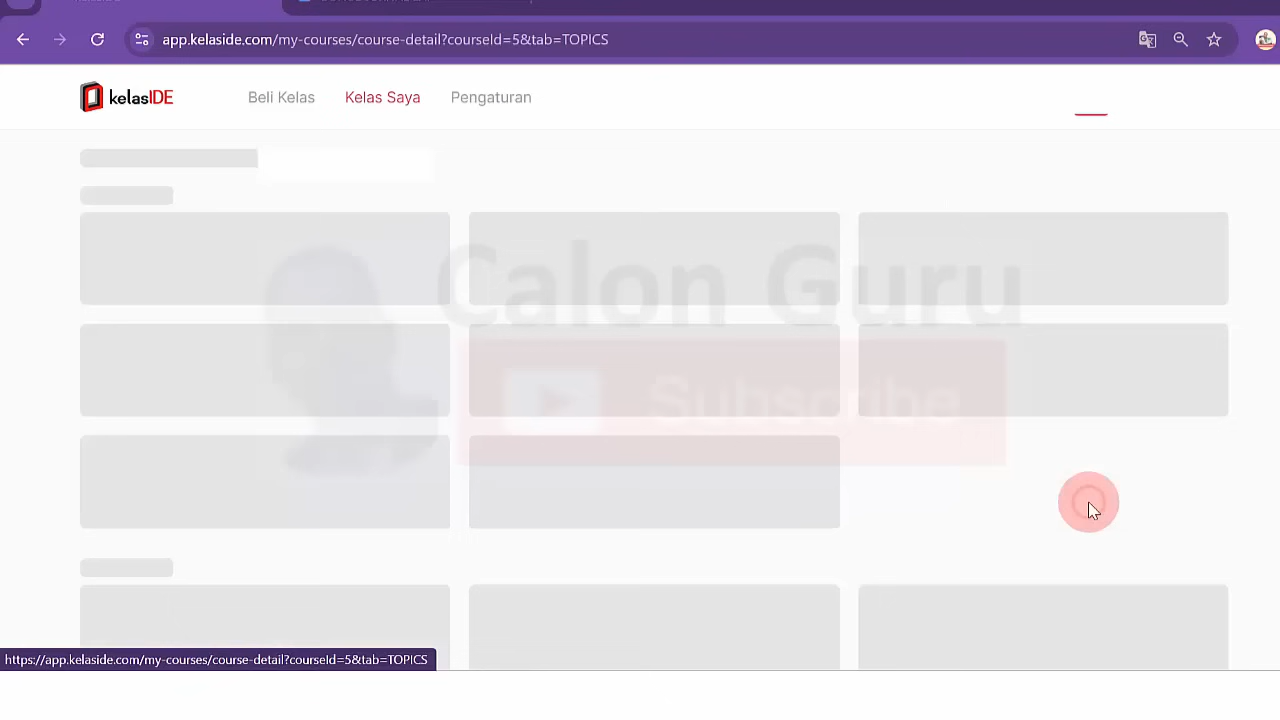 app.kelaside.com/my-courses/course-detail?courseId=5&tab=TOPICS
kelasIDE
Beli Kelas
Kelas Saya
Pengaturan
Calon Guru
Subscribe
https://app.kelaside.com/my-courses/course-detail?courseId=5&tab=TOPICS